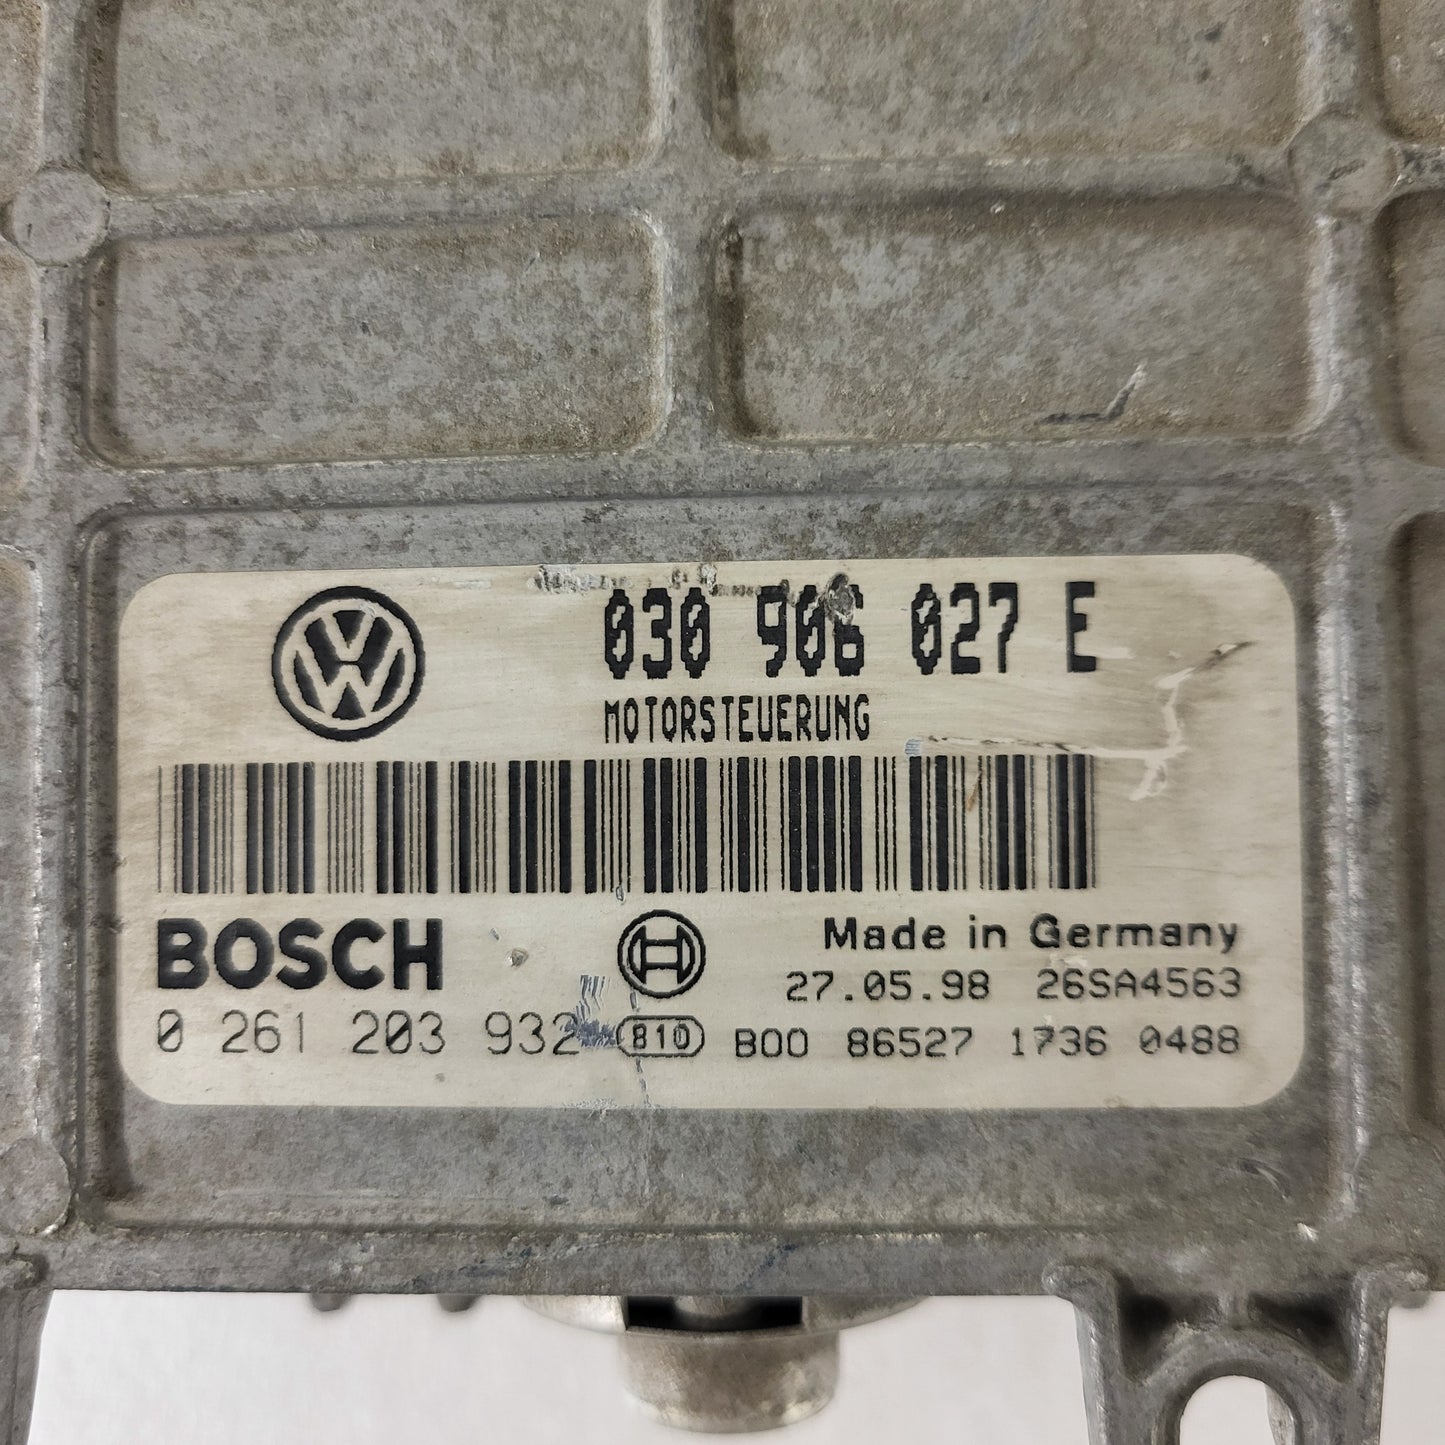 030 906 027 E
MOTORSTEUERUNG
BOSCH
Made in Germany
27.05.98 26SA4563
0 261 203 932 810 B00 86527 1736 0488